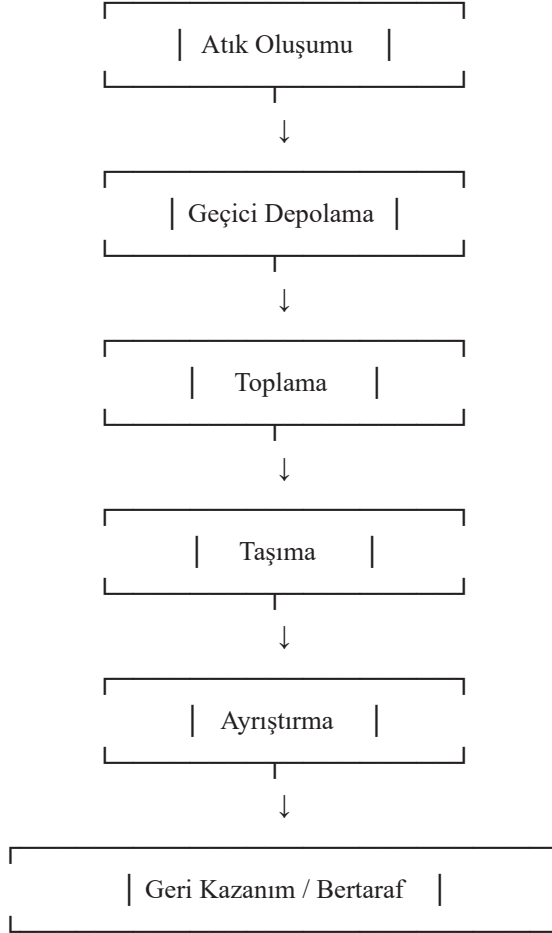 Atık Oluşumu
↓
Geçici Depolama
↓
Toplama
↓
Taşıma
↓
Ayrıştırma
↓
Geri Kazanım / Bertaraf